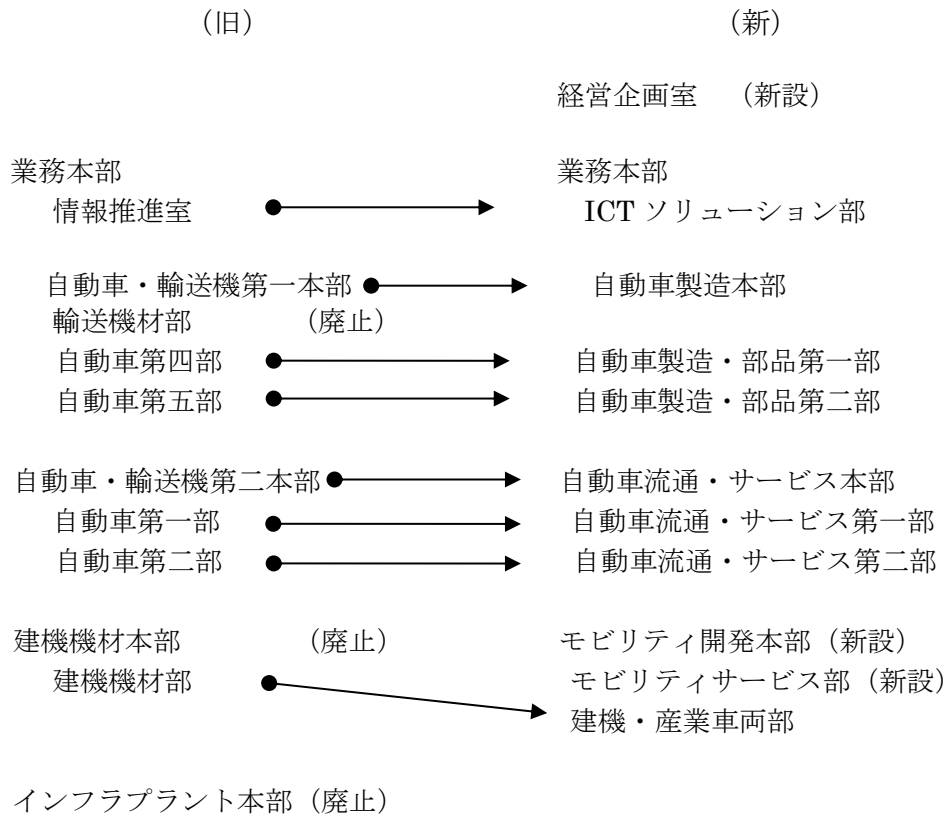 （旧） （新）
経営企画室 （新設）
業務本部 業務本部
情報推進室 ICT ソリューション部
自動車・輸送機第一本部 自動車製造本部
輸送機材部 （廃止）
自動車第四部 自動車製造・部品第一部
自動車第五部 自動車製造・部品第二部
自動車・輸送機第二本部 自動車流通・サービス本部
自動車第一部 自動車流通・サービス第一部
自動車第二部 自動車流通・サービス第二部
建機機材本部 （廃止） モビリティ開発本部（新設）
建機機材部 モビリティサービス部（新設）
建機・産業車両部
インフラプラント本部（廃止）